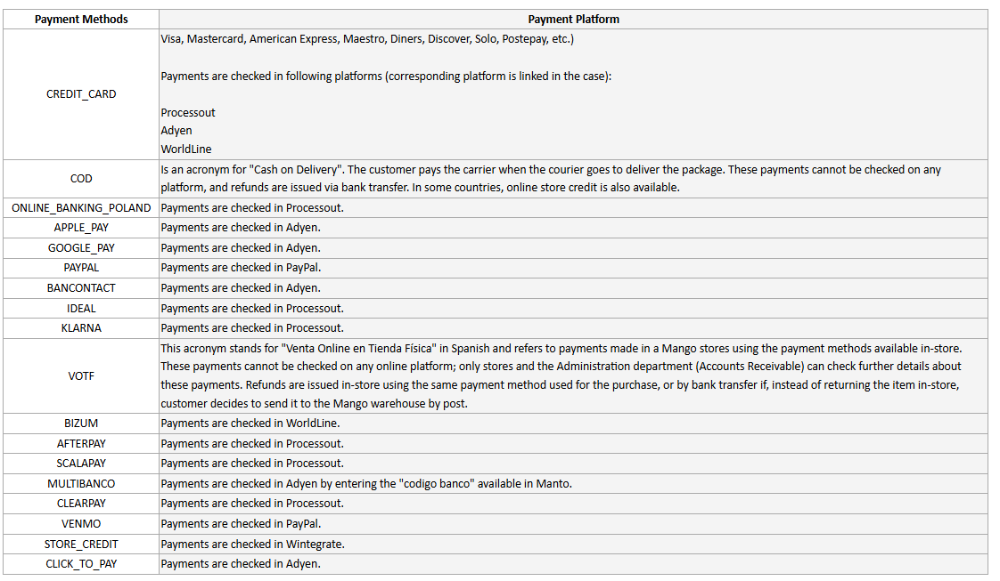 Payment Methods
Payment Platform
CREDIT_CARD
Visa, Mastercard, American Express, Maestro, Diners, Discover, Solo, Postepay, etc.)
Payments are checked in following platforms (corresponding platform is linked in the case):
Processout
Adyen
WorldLine
COD
Is an acronym for "Cash on Delivery". The customer pays the carrier when the courier goes to deliver the package. These payments cannot be checked on any
platform, and refunds are issued via bank transfer. In some countries, online store credit is also available.
ONLINE_BANKING_POLAND
Payments are checked in Processout.
APPLE_PAY
Payments are checked in Adyen.
GOOGLE_PAY
Payments are checked in Adyen.
PAYPAL
Payments are checked in PayPal.
BANCONTACT
Payments are checked in Adyen.
IDEAL
Payments are checked in Processout.
KLARNA
Payments are checked in Processout.
VOTF
This acronym stands for "Venta Online en Tienda Física" in Spanish and refers to payments made in a Mango stores using the payment methods available in-store.
These payments cannot be checked on any online platform; only stores and the Administration department (Accounts Receivable) can check further details about
these payments. Refunds are issued in-store using the same payment method used for the purchase, or by bank transfer if, instead of returning the item in-store,
customer decides to send it to the Mango warehouse by post.
BIZUM
Payments are checked in WorldLine.
AFTERPAY
Payments are checked in Processout.
SCALAPAY
Payments are checked in Processout.
MULTIBANCO
Payments are checked in Adyen by entering the "codigo banco" available in Manto.
CLEARPAY
Payments are checked in Processout.
VENMO
Payments are checked in PayPal.
STORE_CREDIT
Payments are checked in Wintegrate.
CLICK_TO_PAY
Payments are checked in Adyen.